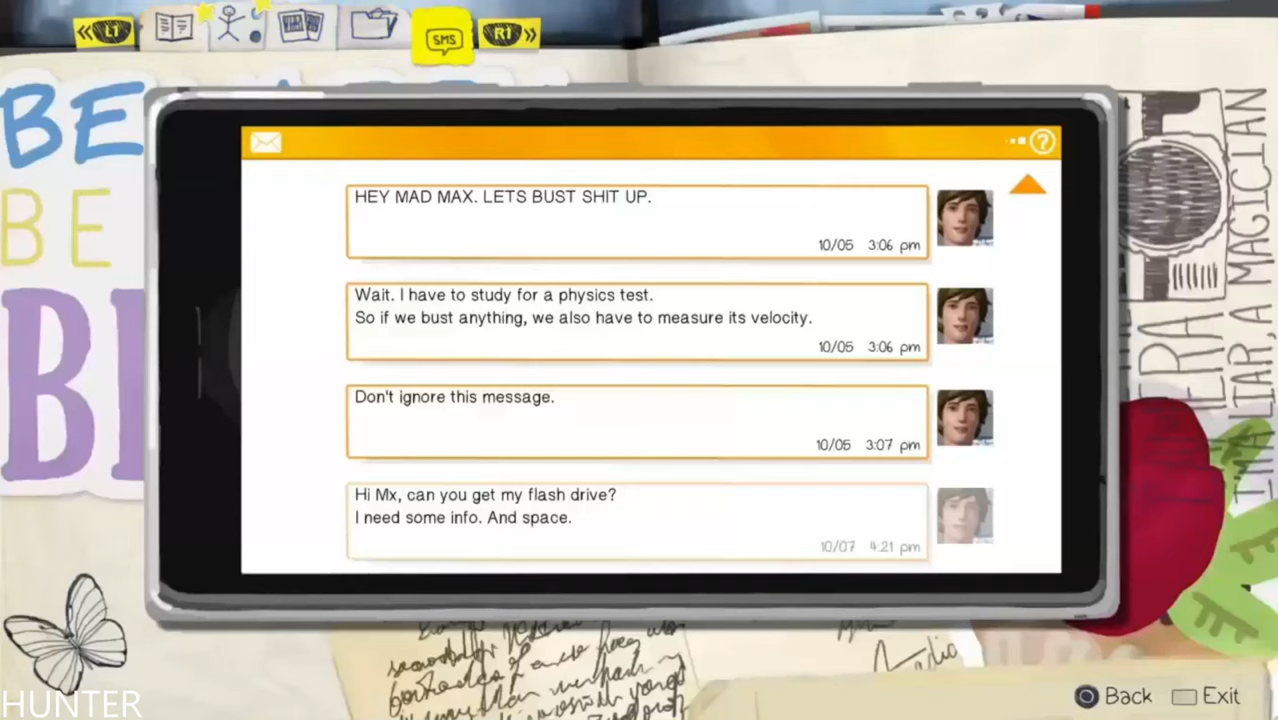 L1
SMS
R1
BE
BE
HEY MAD MAX. LETS BUST SHIT UP.
10/05 3:06 pm
Wait. I have to study for a physics test.
So if we bust anything, we also have to measure its velocity.
10/05 3:06 pm
Don't ignore this message.
10/05 3:07 pm
Hi Mx, can you get my flash drive?
I need some info. And space.
10/07 4:21 pm
LIAR, A MAGICIAN
HUNTER
Back
Exit